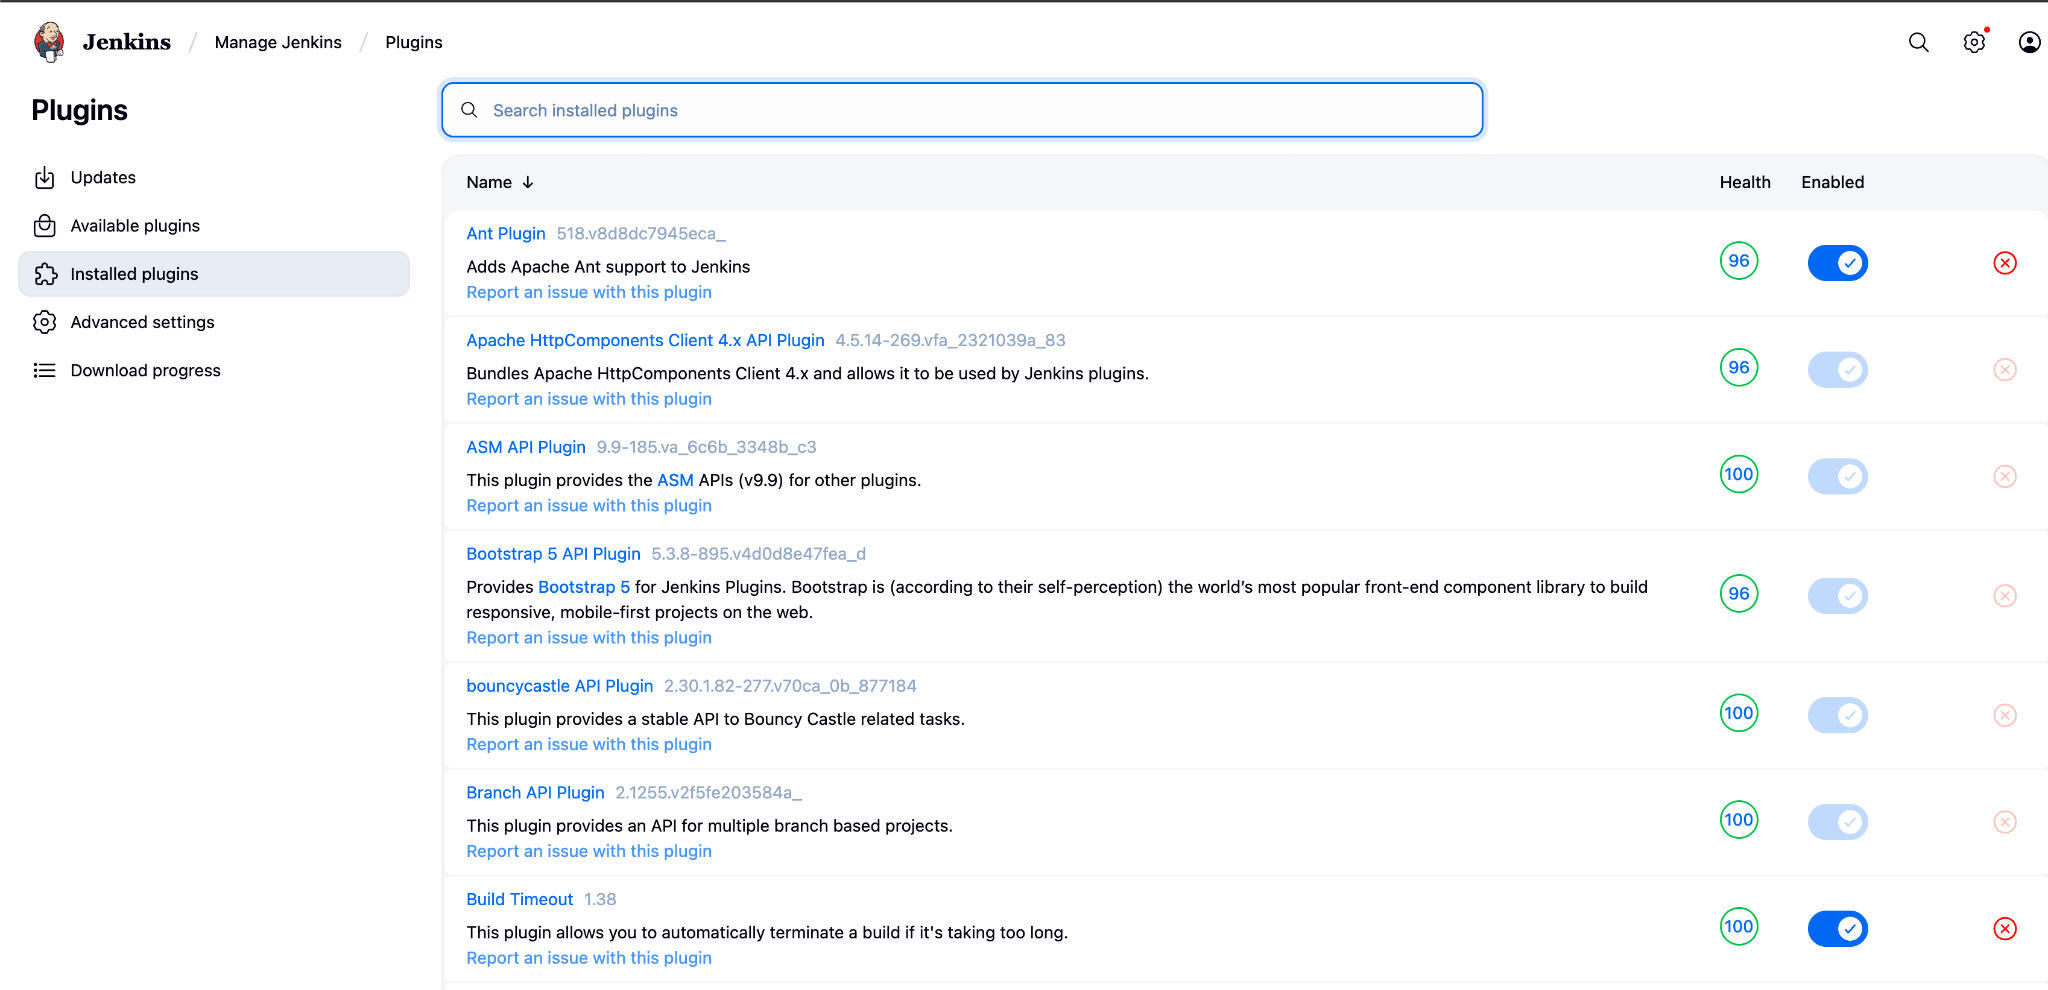 Jenkins / Manage Jenkins / Plugins
Plugins
Updates
Available plugins
Installed plugins
Advanced settings
Download progress
Search installed plugins
Name ↓ Health Enabled
Ant Plugin 518.v8d8dc7945eca_
Adds Apache Ant support to Jenkins
Report an issue with this plugin
96
Apache HttpComponents Client 4.x API Plugin 4.5.14-269.vfa_2321039a_83
Bundles Apache HttpComponents Client 4.x and allows it to be used by Jenkins plugins.
Report an issue with this plugin
96
ASM API Plugin 9.9-185.va_6c6b_3348b_c3
This plugin provides the ASM APIs (v9.9) for other plugins.
Report an issue with this plugin
100
Bootstrap 5 API Plugin 5.3.8-895.v4d0d8e47fea_d
Provides Bootstrap 5 for Jenkins Plugins. Bootstrap is (according to their self-perception) the world's most popular front-end component library to build
responsive, mobile-first projects on the web.
Report an issue with this plugin
96
bouncycastle API Plugin 2.30.1.82-277.v70ca_0b_877184
This plugin provides a stable API to Bouncy Castle related tasks.
Report an issue with this plugin
100
Branch API Plugin 2.1255.v2f5fe203584a_
This plugin provides an API for multiple branch based projects.
Report an issue with this plugin
100
Build Timeout 1.38
This plugin allows you to automatically terminate a build if it's taking too long.
Report an issue with this plugin
100